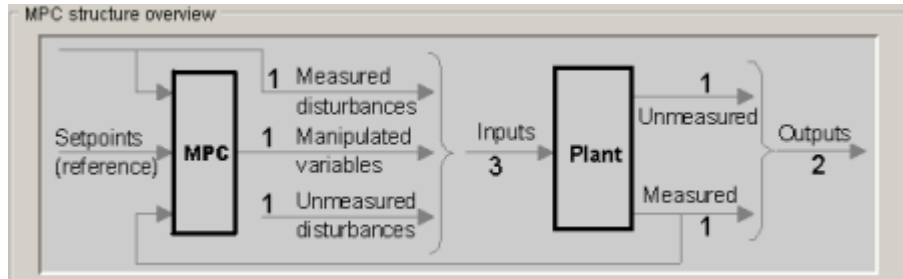 MPC structure overview
1 Measured
disturbances
Setpoints
(reference)
MPC
1 Manipulated
variables
1 Unmeasured
disturbances
Inputs
3
Plant
1
Unmeasured
Measured
1
Outputs
2